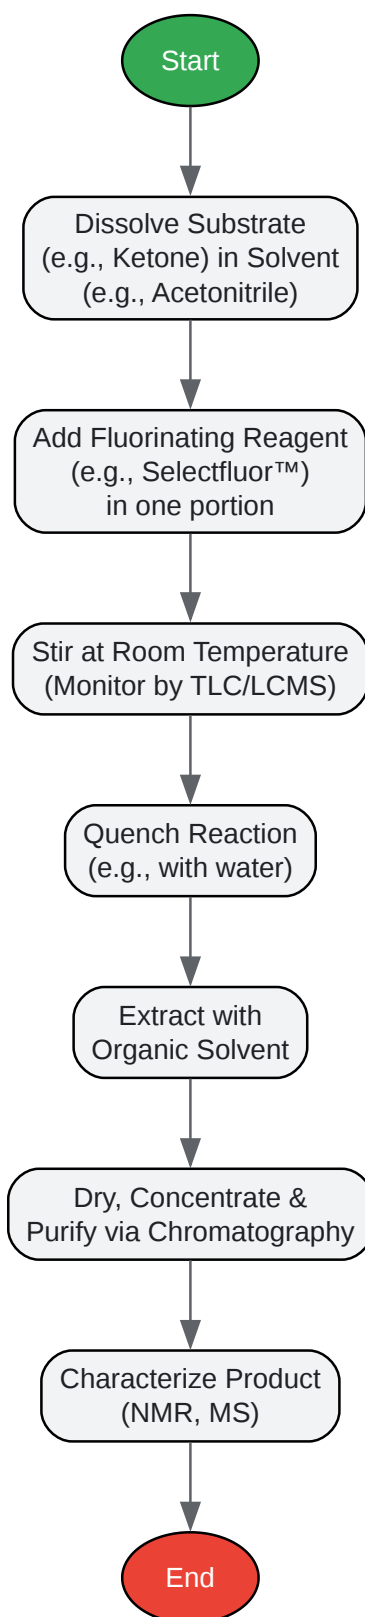 Start
Dissolve Substrate
(e.g., Ketone) in Solvent
(e.g., Acetonitrile)
Add Fluorinating Reagent
(e.g., Selectfluor™)
in one portion
Stir at Room Temperature
(Monitor by TLC/LCMS)
Quench Reaction
(e.g., with water)
Extract with
Organic Solvent
Dry, Concentrate &
Purify via Chromatography
Characterize Product
(NMR, MS)
End